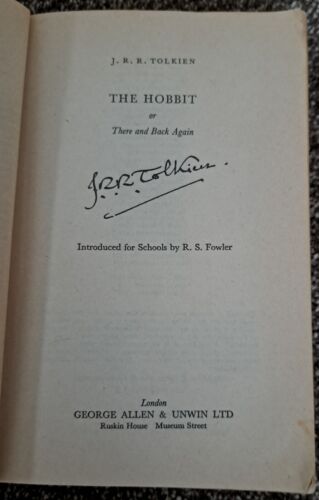 J. R. R. TOLKIEN
THE HOBBIT
or
There and Back Again
J.R.R. Tolkien.
Introduced for Schools by R. S. Fowler
London
GEORGE ALLEN & UNWIN LTD
Ruskin House Museum Street